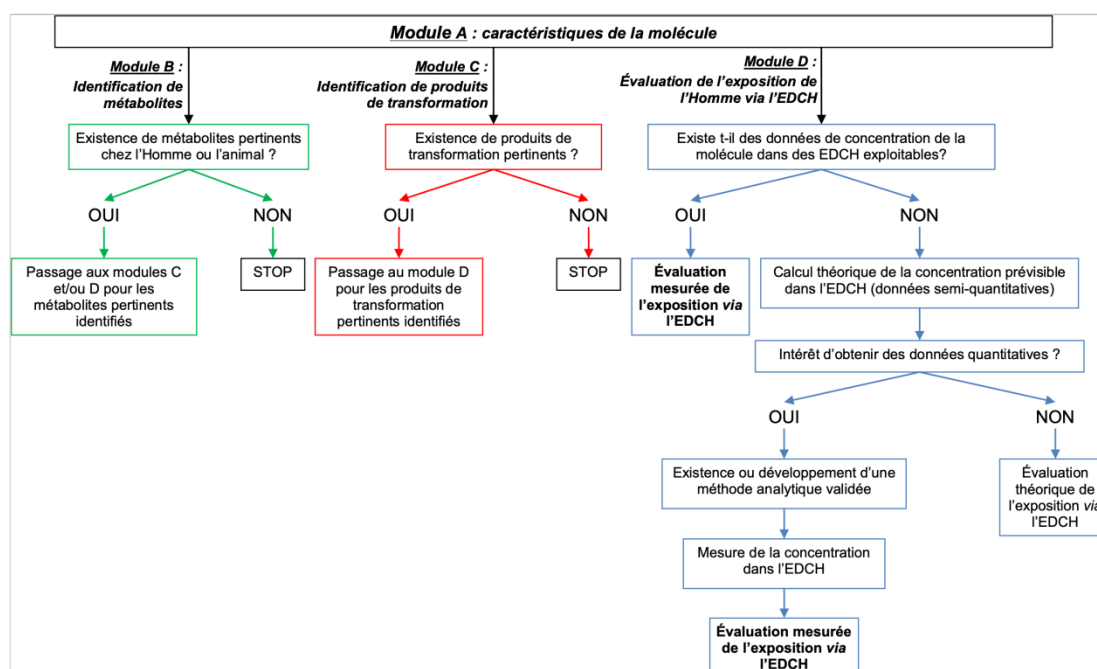 Module A : caractéristiques de la molécule
Module B :
Identification de
métabolites
Module C :
Identification de produits
de transformation
Module D :
Évaluation de l'exposition de
l'Homme via l'EDCH
Existence de métabolites pertinents
chez l'Homme ou l'animal ?
Existence de produits de
transformation pertinents ?
Existe t-il des données de concentration de la
molécule dans des EDCH exploitables?
OUI
NON
OUI
NON
OUI
NON
Passage aux modules C
et/ou D pour les
métabolites pertinents
identifiés
STOP
Passage au module D
pour les produits de
transformation
pertinents identifiés
STOP
Évaluation
mesurée de
l'exposition via
l'EDCH
Calcul théorique de la concentration prévisible
dans l'EDCH (données semi-quantitatives)
Intérêt d'obtenir des données quantitatives ?
OUI
NON
Existence ou développement d'une
méthode analytique validée
Évaluation
théorique de
l'exposition via
l'EDCH
Mesure de la concentration
dans l'EDCH
Évaluation mesurée
de l'exposition via
l'EDCH